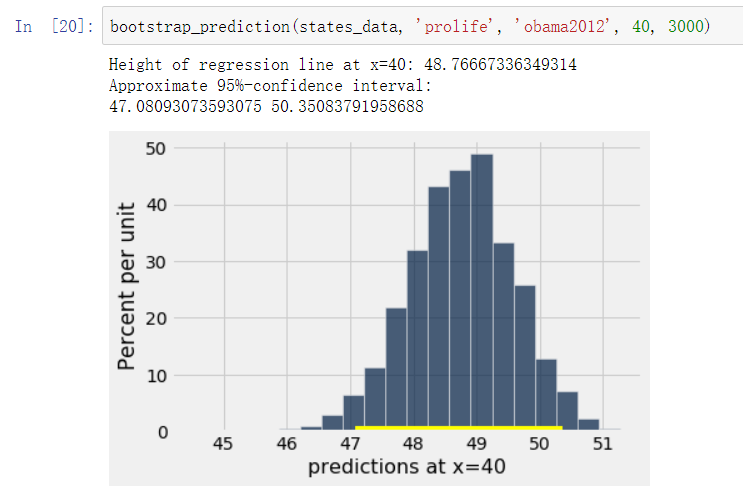 In [20]: bootstrap_prediction(states_data, 'prolife', 'obama2012', 40, 3000)
Height of regression line at x=40: 48.76667336349314
Approximate 95%-confidence interval:
47.08093073593075 50.35083791958688
50
40
30
20
10
0
Percent per unit
45 46 47 48 49 50 51
predictions at x=40